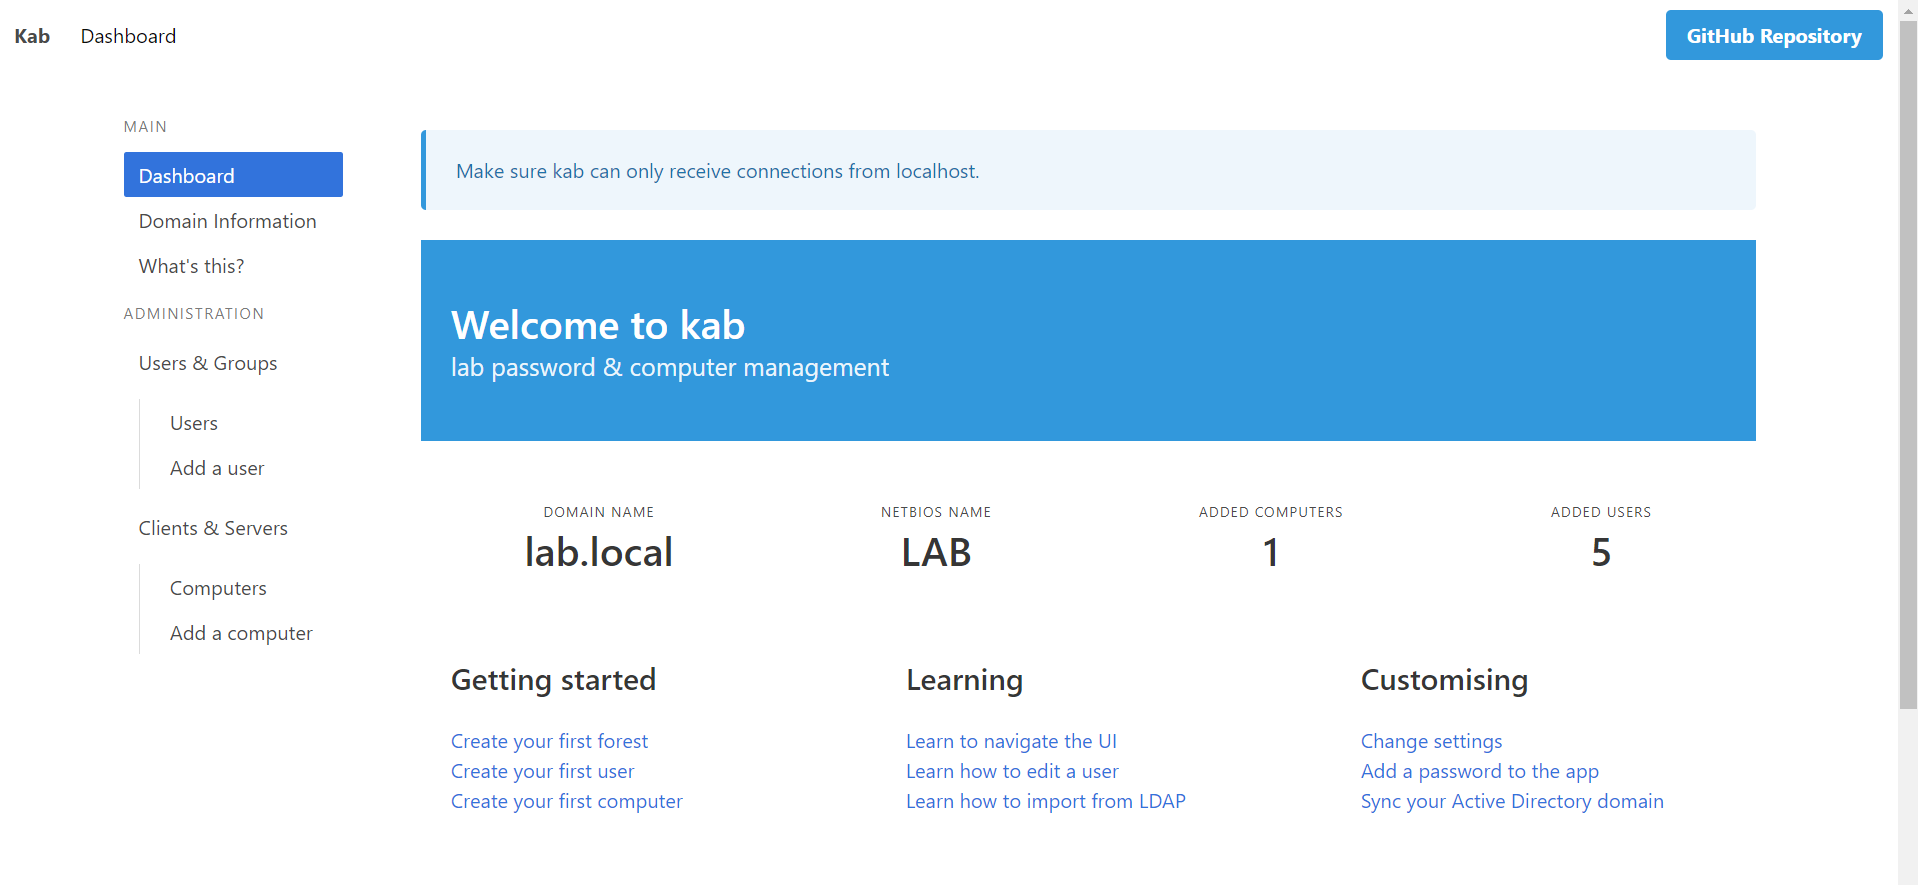 Kab Dashboard GitHub Repository
MAIN
Dashboard
Domain Information
What's this?
ADMINISTRATION
Users & Groups
Users
Add a user
Clients & Servers
Computers
Add a computer
Make sure kab can only receive connections from localhost.
Welcome to kab
lab password & computer management
DOMAIN NAME
lab.local
NETBIOS NAME
LAB
ADDED COMPUTERS
1
ADDED USERS
5
Getting started
Create your first forest
Create your first user
Create your first computer
Learning
Learn to navigate the UI
Learn how to edit a user
Learn how to import from LDAP
Customising
Change settings
Add a password to the app
Sync your Active Directory domain